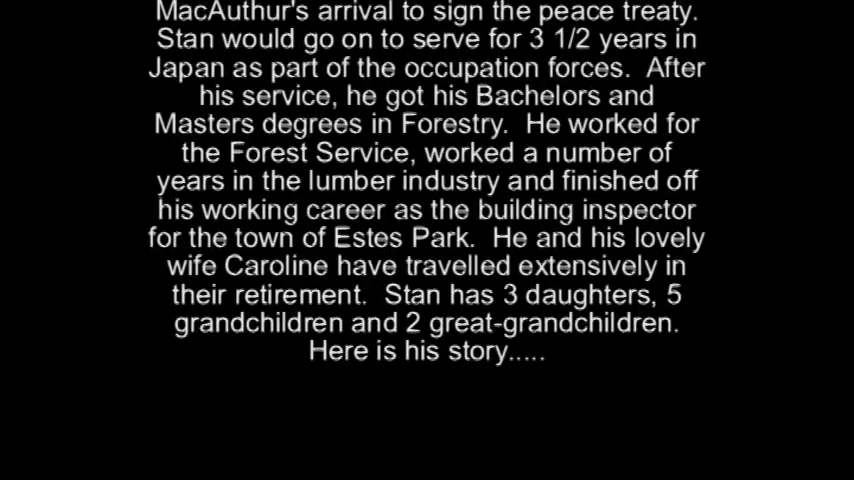 MacAuthur's arrival to sign the peace treaty.
Stan would go on to serve for 3 1/2 years in
Japan as part of the occupation forces.  After
his service, he got his Bachelors and
Masters degrees in Forestry.  He worked for
the Forest Service, worked a number of
years in the lumber industry and finished off
his working career as the building inspector
for the town of Estes Park.  He and his lovely
wife Caroline have travelled extensively in
their retirement.  Stan has 3 daughters, 5
grandchildren and 2 great-grandchildren.
Here is his story.....